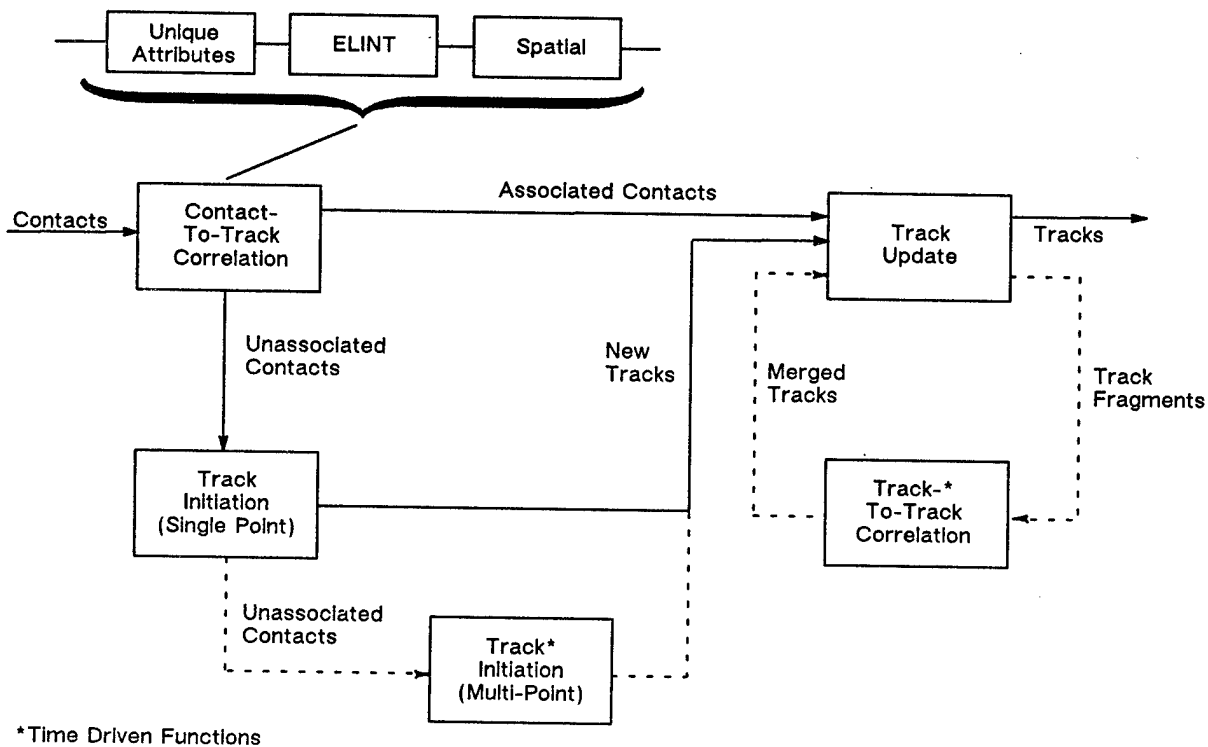 Unique
Attributes
ELINT
Spatial
Contacts
Contact-
To-Track
Correlation
Associated Contacts
Track
Update
Tracks
Unassociated
Contacts
New
Tracks
Merged
Tracks
Track
Fragments
Track
Initiation
(Single Point)
Track-*
To-Track
Correlation
Unassociated
Contacts
Track*
Initiation
(Multi-Point)
*Time Driven Functions